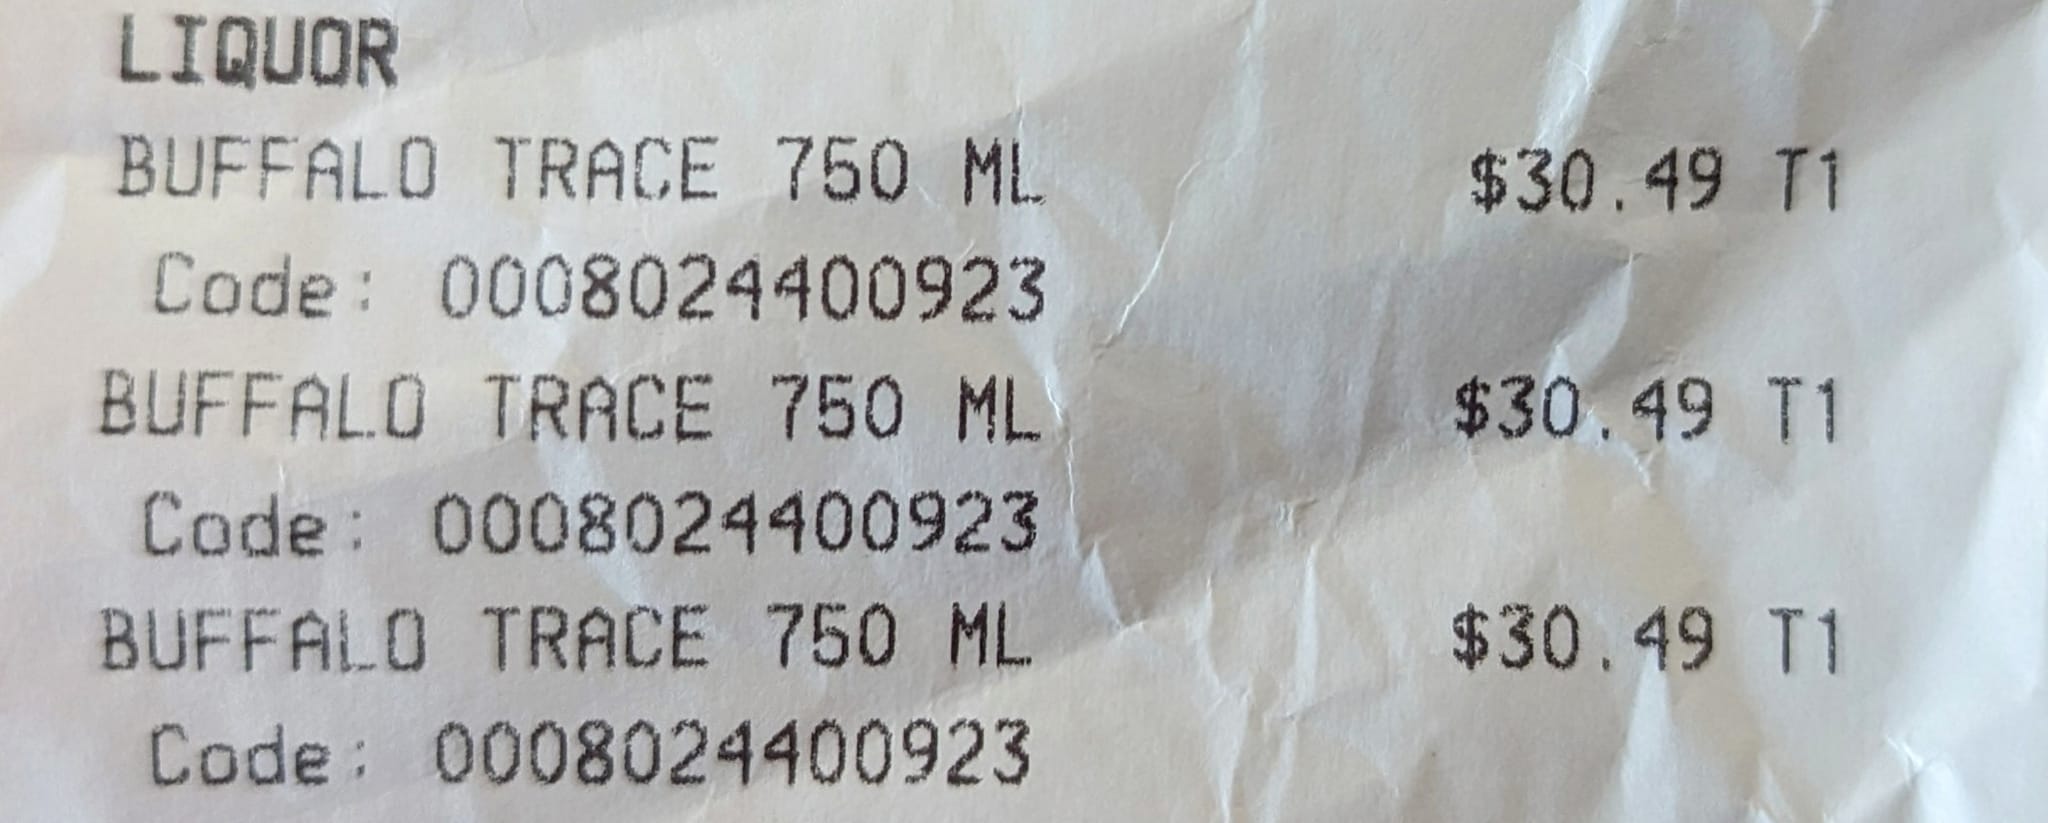 LIQUOR
BUFFALO TRACE 750 ML $30.49 T1
Code: 0008024400923
BUFFALO TRACE 750 ML $30.49 T1
Code: 0008024400923
BUFFALO TRACE 750 ML $30.49 T1
Code: 0008024400923